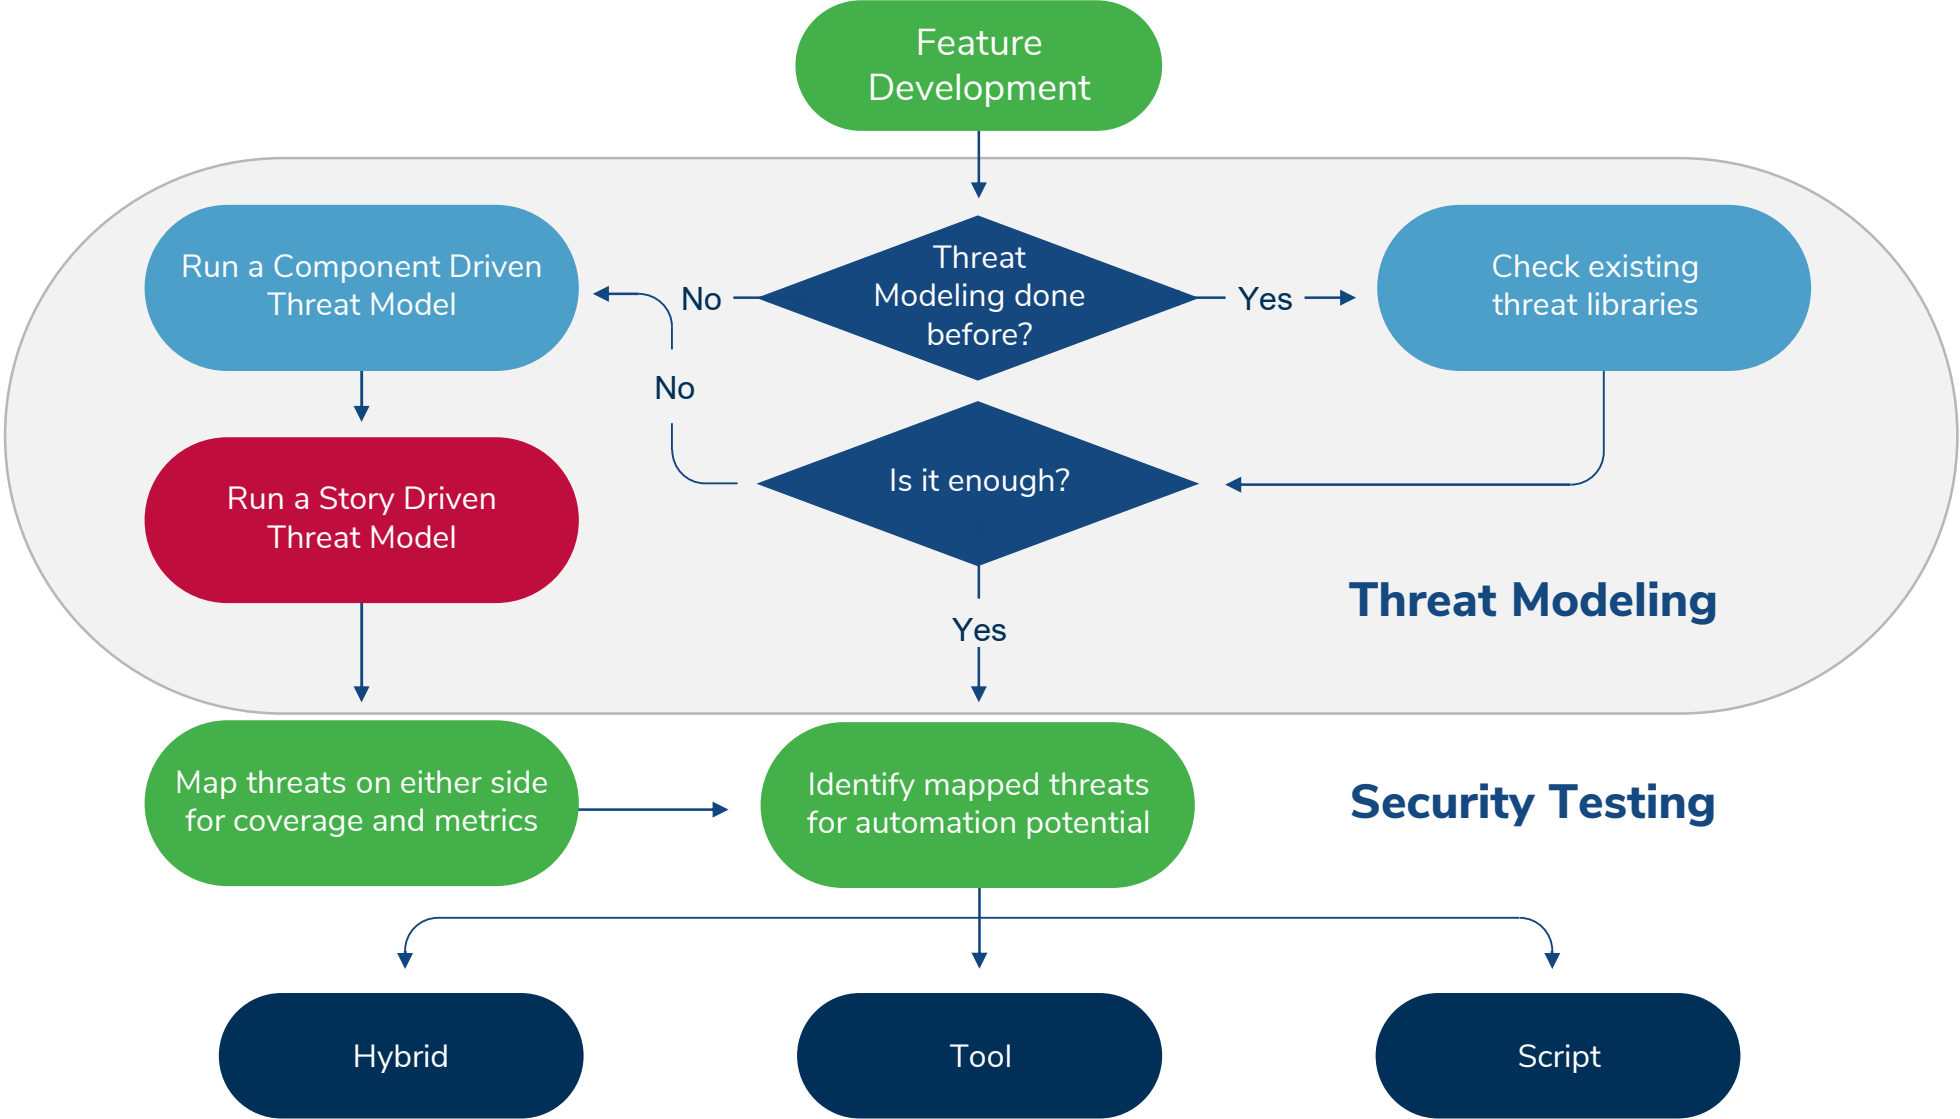 Feature
Development
Run a Component Driven
Threat Model
No
Threat
Modeling done
before?
Yes
Check existing
threat libraries
No
Run a Story Driven
Threat Model
Is it enough?
Yes
Threat Modeling
Map threats on either side
for coverage and metrics
Identify mapped threats
for automation potential
Security Testing
Hybrid
Tool
Script